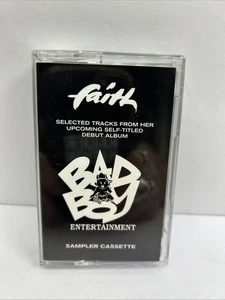 faith
SELECTED TRACKS FROM HER
UPCOMING SELF-TITLED
DEBUT ALBUM
BAD
BOY
ENTERTAINMENT
SAMPLER CASSETTE